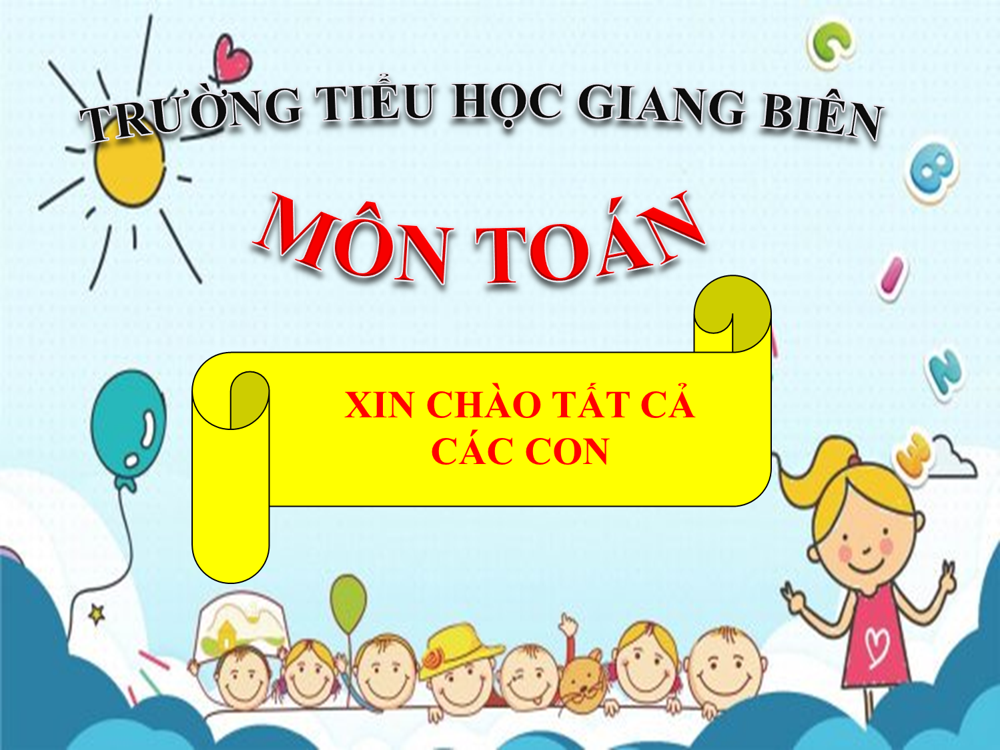 TRƯỜNG TIỂU HỌC GIANG BIÊN
MÔN TOÁN
XIN CHÀO TẤT CẢ
CÁC CON